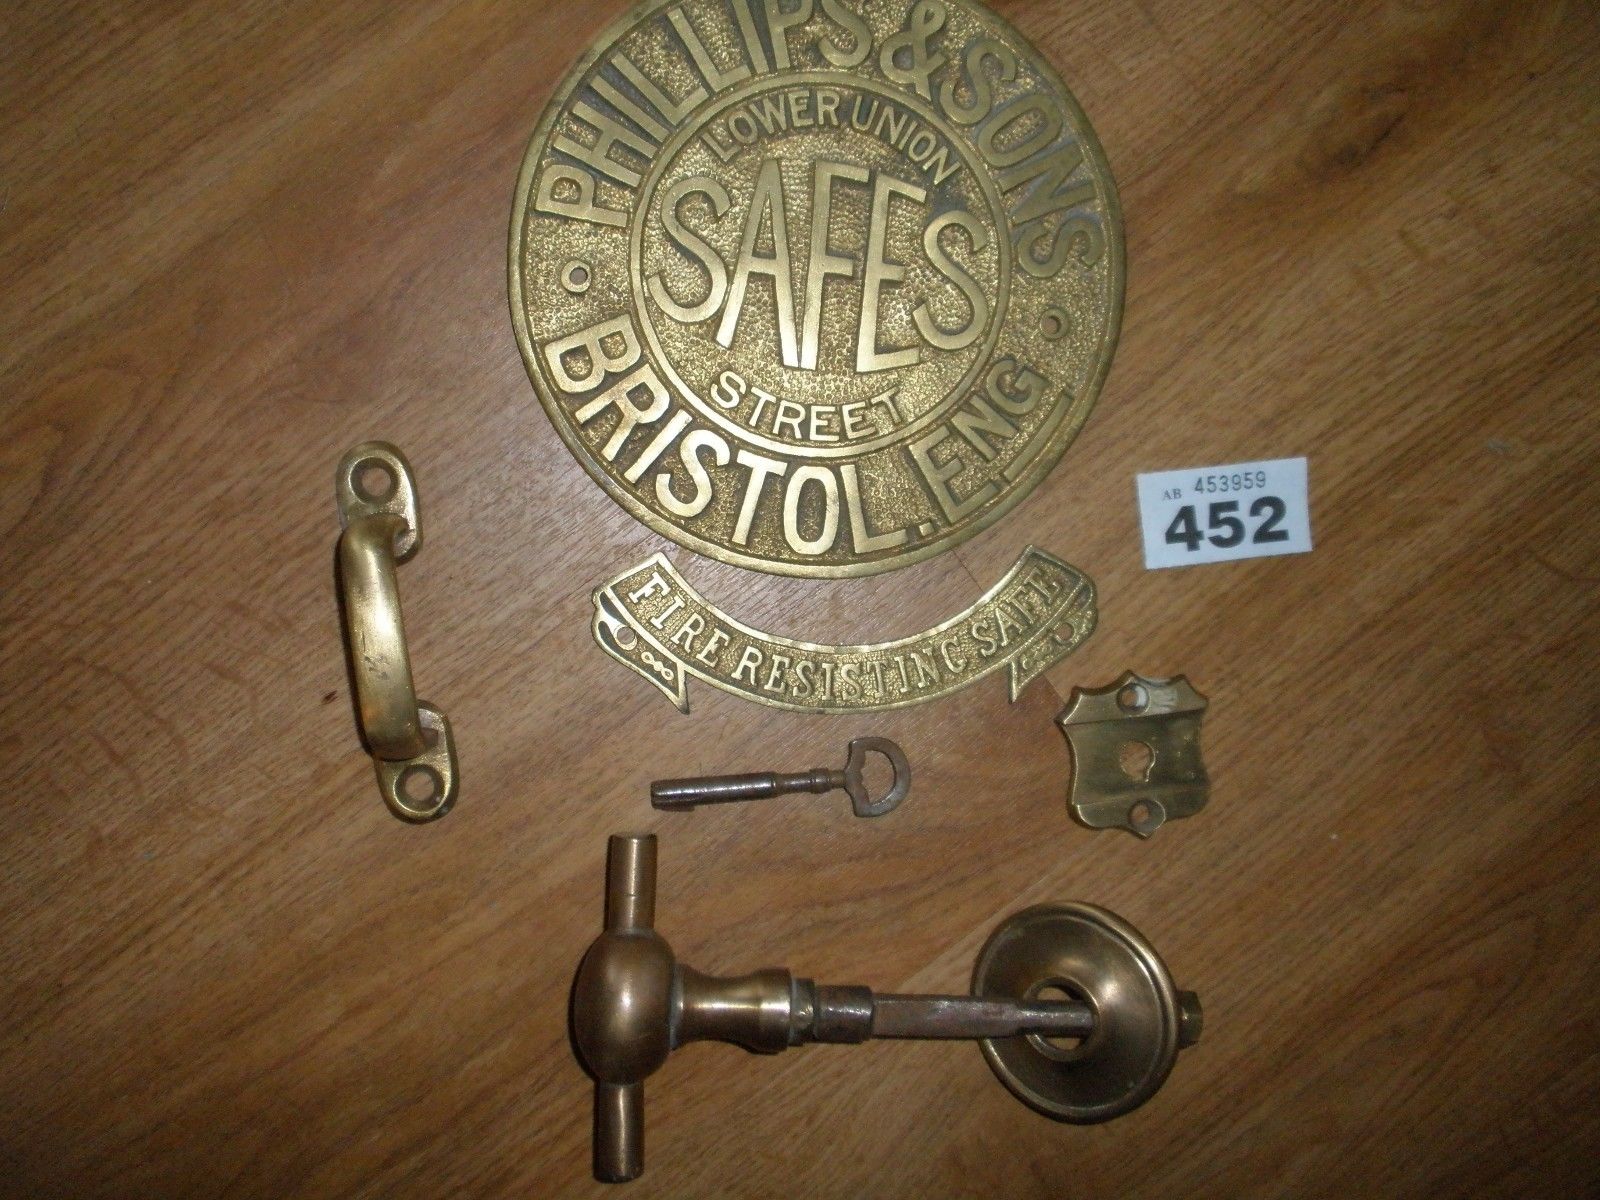 PHILLIPS & SONS
LOWER UNION
SAFES
STREET
BRISTOL. ENG
FIRE RESISTING SAFE
AB 453959
452